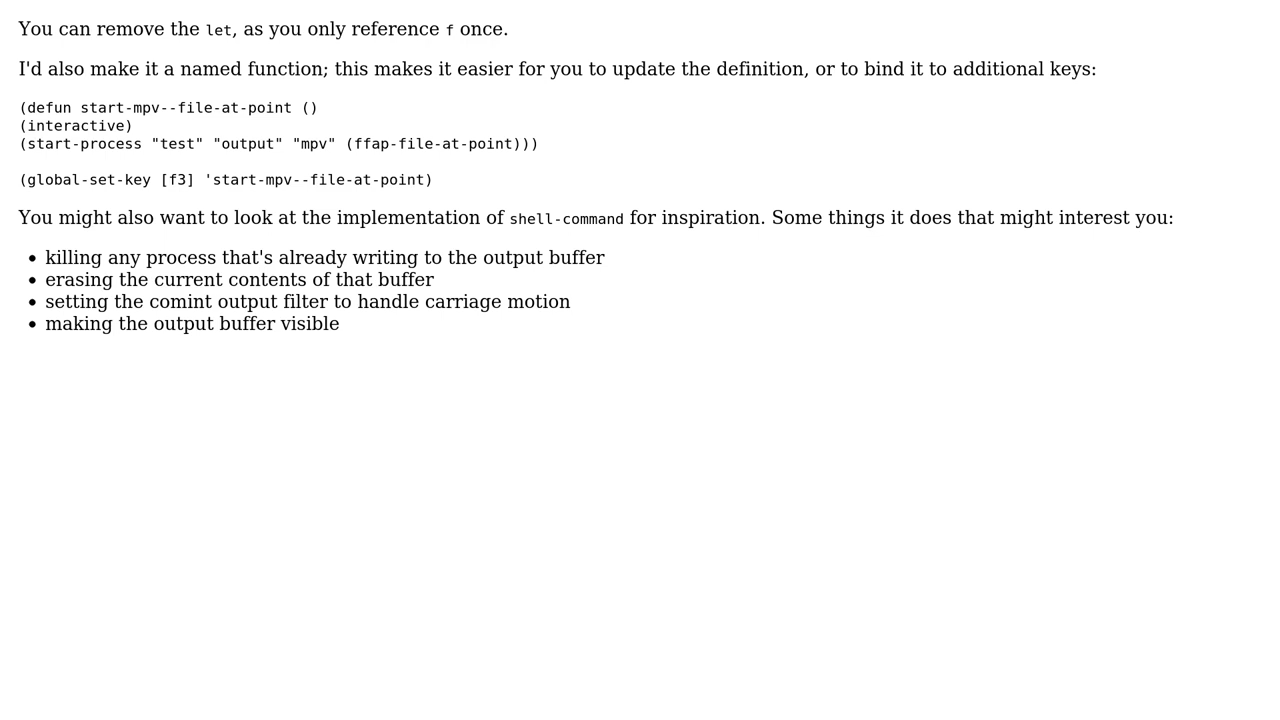 You can remove the let, as you only reference f once.
I'd also make it a named function; this makes it easier for you to update the definition, or to bind it to additional keys:
(defun start-mpv--file-at-point ()
(interactive)
(start-process "test" "output" "mpv" (ffap-file-at-point)))
(global-set-key [f3] 'start-mpv--file-at-point)
You might also want to look at the implementation of shell-command for inspiration. Some things it does that might interest you:
• killing any process that's already writing to the output buffer
• erasing the current contents of that buffer
• setting the comint output filter to handle carriage motion
• making the output buffer visible